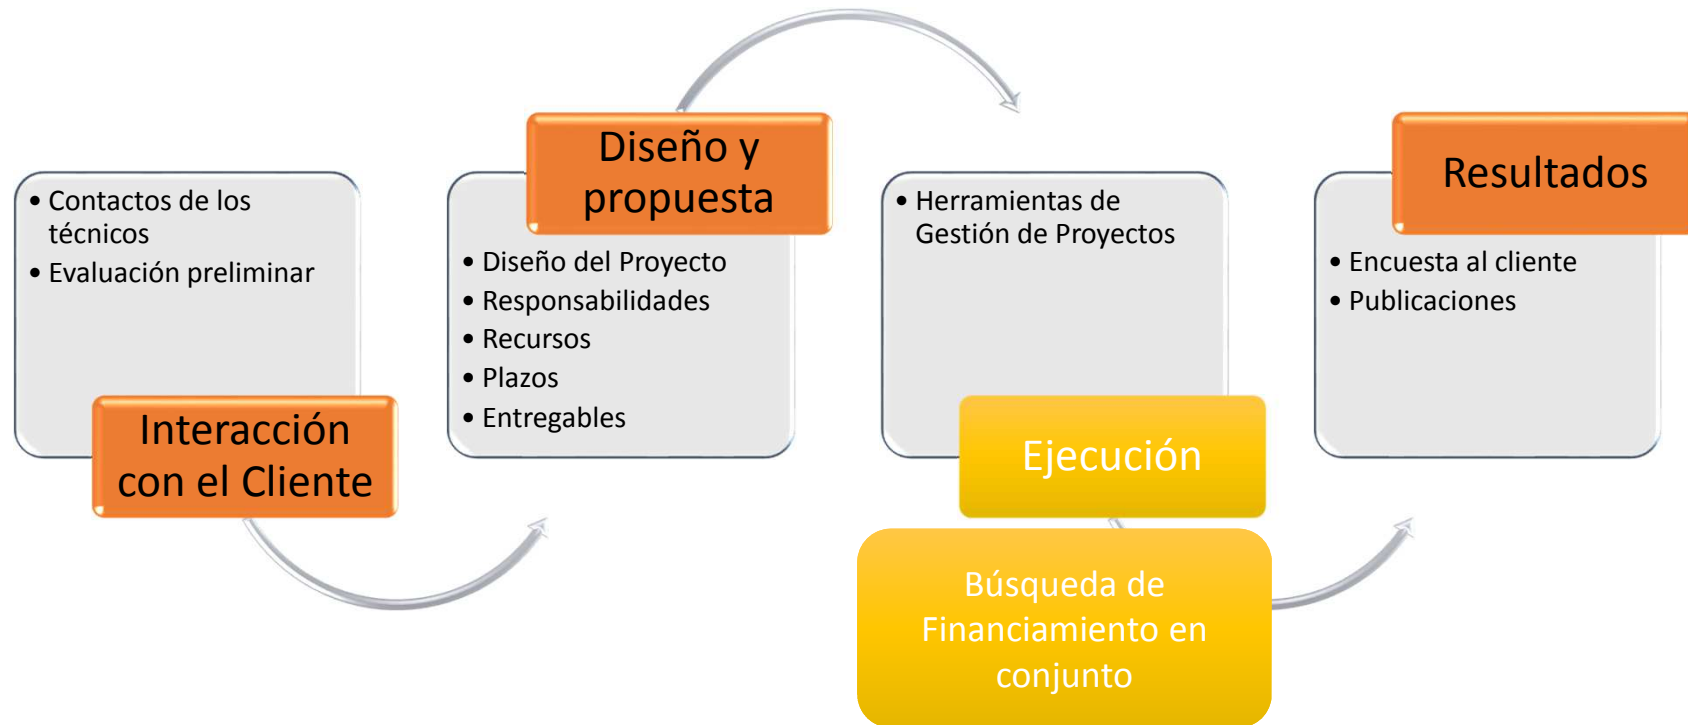 • Contactos de los
técnicos
• Evaluación preliminar
Interacción
con el Cliente
Diseño y
propuesta
• Diseño del Proyecto
• Responsabilidades
• Recursos
• Plazos
• Entregables
• Herramientas de
Gestión de Proyectos
Ejecución
Búsqueda de
Financiamiento en
conjunto
Resultados
• Encuesta al cliente
• Publicaciones